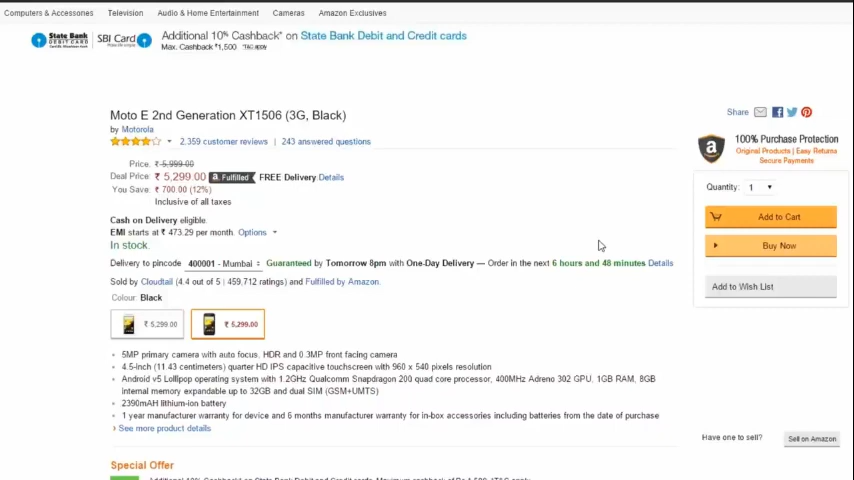 Computers & Accessories Television Audio & Home Entertainment Cameras Amazon Exclusives
State Bank
DEBIT CARD
SBI Card
Additional 10% Cashback* on State Bank Debit and Credit cards
Max. Cashback ₹1,500 *T&C apply
Moto E 2nd Generation XT1506 (3G, Black)
by Motorola
2,359 customer reviews | 243 answered questions
Share
Price: ₹ 5,999.00
Deal Price: ₹ 5,299.00 a Fulfilled FREE Delivery. Details
You Save: ₹ 700.00 (12%)
Inclusive of all taxes
100% Purchase Protection
Original Products | Easy Returns
Secure Payments
Quantity: 1
Add to Cart
Buy Now
Add to Wish List
Cash on Delivery eligible.
EMI starts at ₹ 473.29 per month. Options
In stock.
Delivery to pincode 400001 - Mumbai Guaranteed by Tomorrow 8pm with One-Day Delivery — Order in the next 6 hours and 48 minutes Details
Sold by Cloudtail (4.4 out of 5 | 459,712 ratings) and Fulfilled by Amazon.
Colour: Black
₹ 5,299.00 ₹ 5,299.00
5MP primary camera with auto focus, HDR and 0.3MP front facing camera
4.5-inch (11.43 centimeters) quarter HD IPS capacitive touchscreen with 960 x 540 pixels resolution
Android v5 Lollipop operating system with 1.2GHz Qualcomm Snapdragon 200 quad core processor, 400MHz Adreno 302 GPU, 1GB RAM, 8GB
internal memory expandable up to 32GB and dual SIM (GSM+UMTS)
2390mAH lithium-ion battery
1 year manufacturer warranty for device and 6 months manufacturer warranty for in-box accessories including batteries from the date of purchase
See more product details
Have one to sell? Sell on Amazon
Special Offer